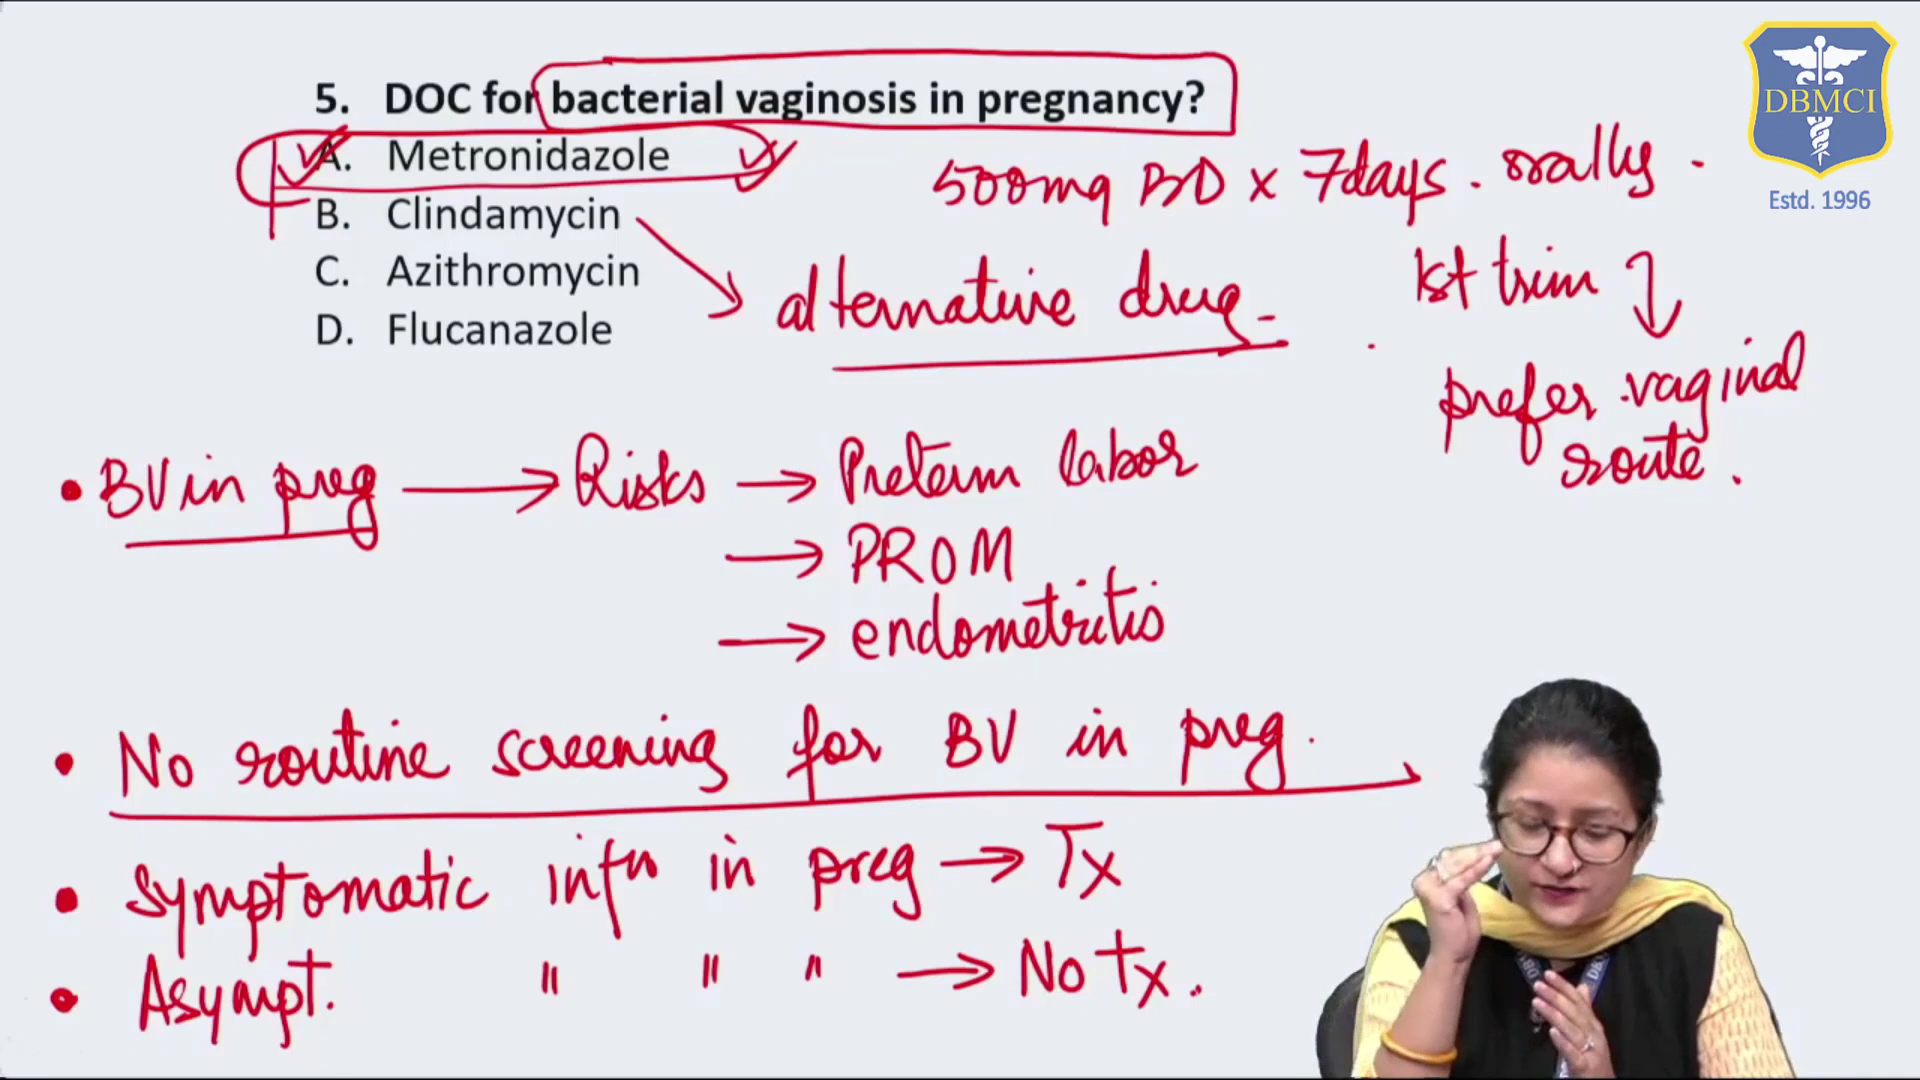 5. DOC for bacterial vaginosis in pregnancy?
A. Metronidazole
500mg BD x 7days. orally.
B. Clindamycin
alternative drug.
C. Azithromycin
D. Flucanazole
Ist trim
prefer vaginal
route.
• BV in preg → Risks → Preterm labor
→ PROM
→ endometritis
• No routine screening for BV in preg.
• Symptomatic infn in preg → Tx
• Asympt. " " " → No tx.
DBMCI
Estd. 1996